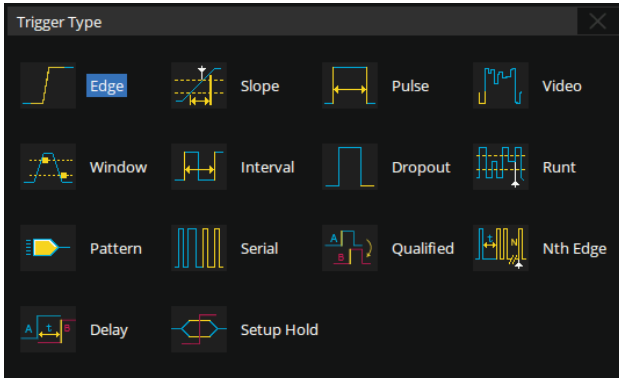 Trigger Type
Edge Slope Pulse Video
Window Interval Dropout Runt
Pattern Serial A B Qualified t N Nth Edge
A t B Delay Setup Hold